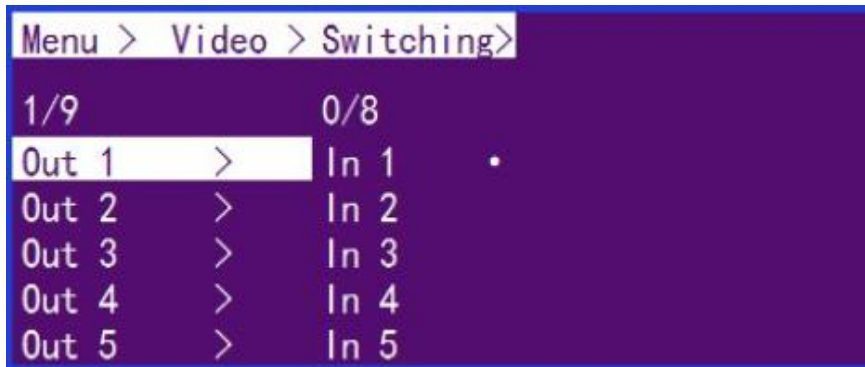 Menu > Video > Switching>
1/9 0/8
Out 1 > In 1 •
Out 2 > In 2
Out 3 > In 3
Out 4 > In 4
Out 5 > In 5